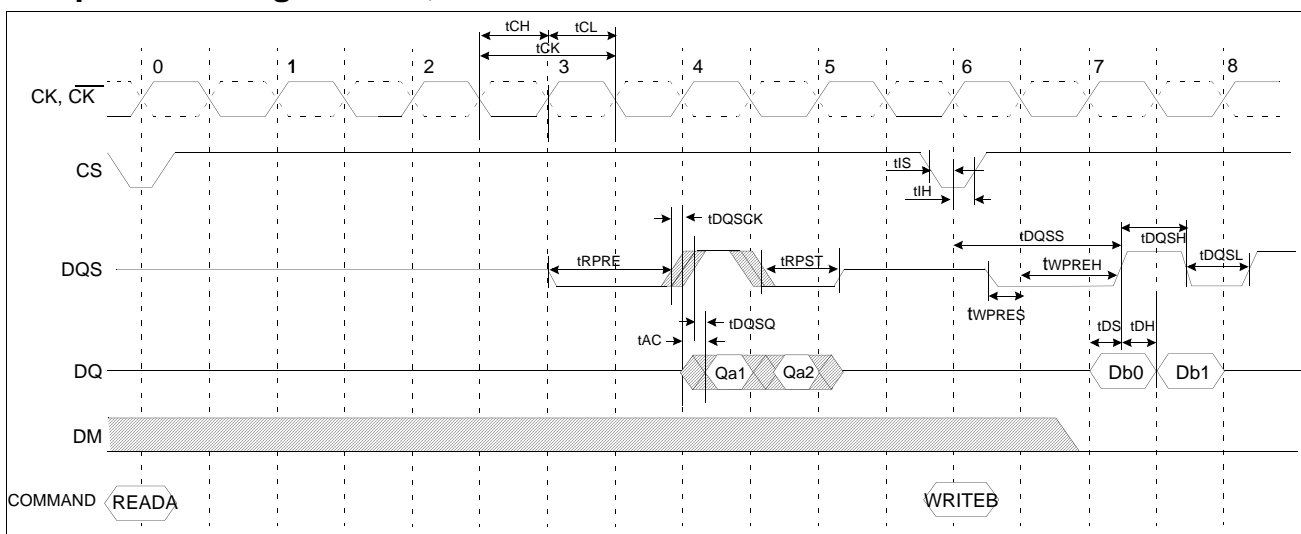 tCH tCL
tCK
0 1 2 3 4 5 6 7 8
CK, CK
CS
tIS
tIH
tDQSCK
tDQSS
tDQSH
DQS
tRPRE
tRPST
tWPREH
tDQSL
tWPRES
tDQSQ
tAC
tDS tDH
DQ
Qa1 Qa2
Db0 Db1
DM
COMMAND READA WRITEB